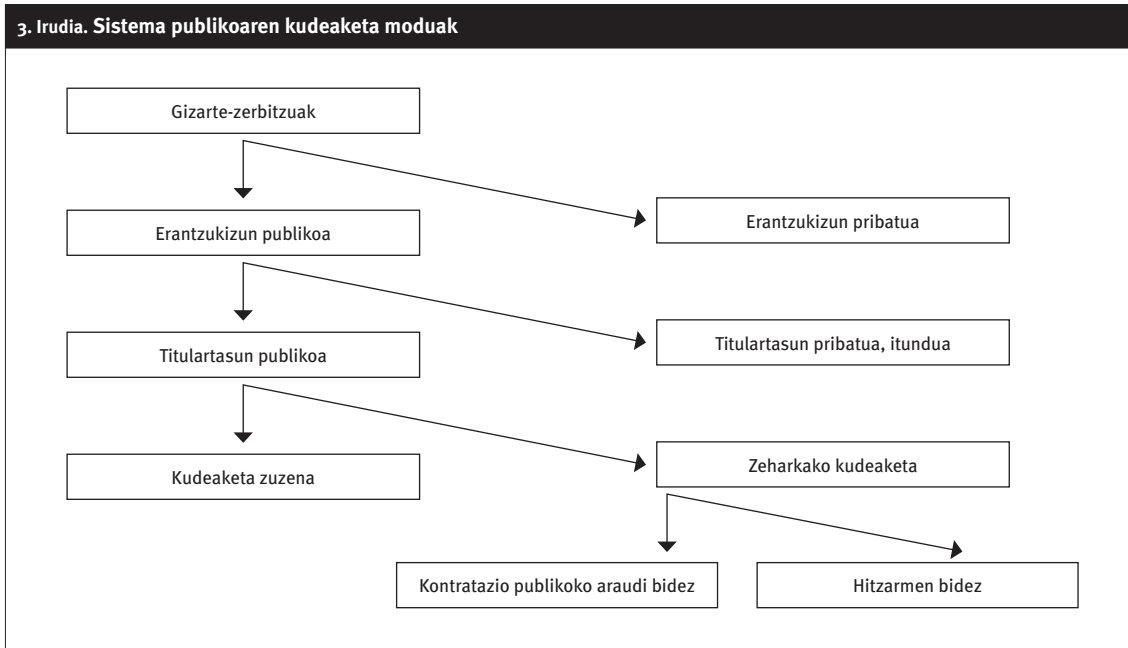 3. Irudia. Sistema publikoaren kudeaketa moduak
Gizarte-zerbitzuak
Erantzukizun publikoa
Erantzukizun pribatua
Titulartasun publikoa
Titulartasun pribatua, itundua
Kudeaketa zuzena
Zeharkako kudeaketa
Kontratazio publikoko araudi bidez
Hitzarmen bidez